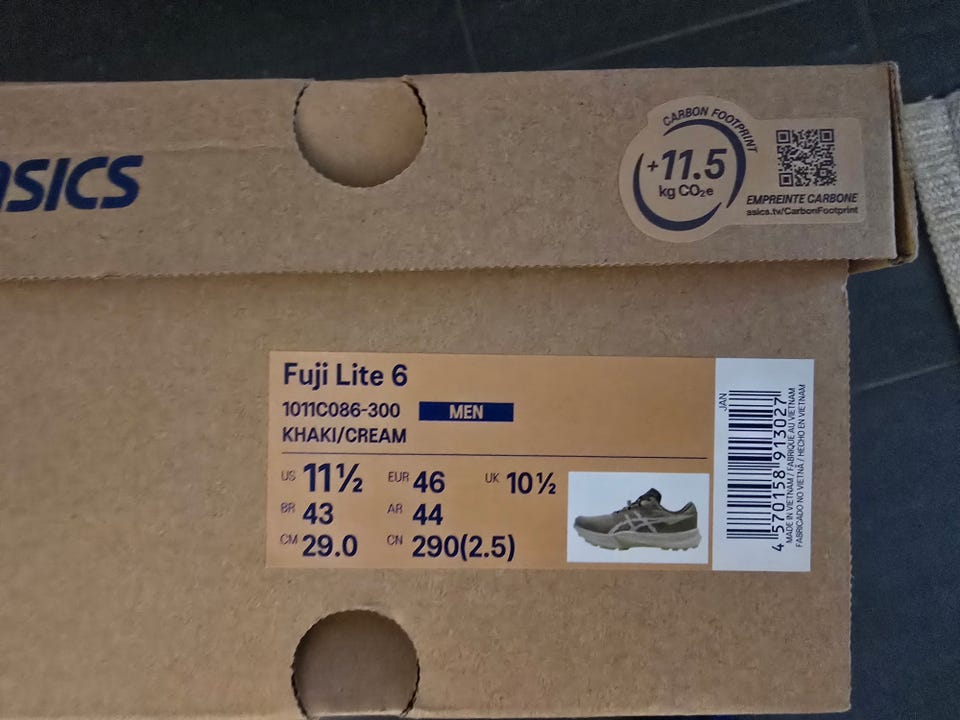 ASICS
CARBON FOOTPRINT
+11.5
kg CO₂e
EMPREINTE CARBONE
asics.tv/CarbonFootprint
Fuji Lite 6
1011C086-300 MEN
KHAKI/CREAM
US 11½ EUR 46 UK 10½
BR 43 AR 44
CM 29.0 CN 290(2.5)
JAN
4 570158 913027
MADE IN VIETNAM / FABRIQUÉ AU VIETNAM
FABRICADO NO VIETNÃ / HECHO EN VIETNAM